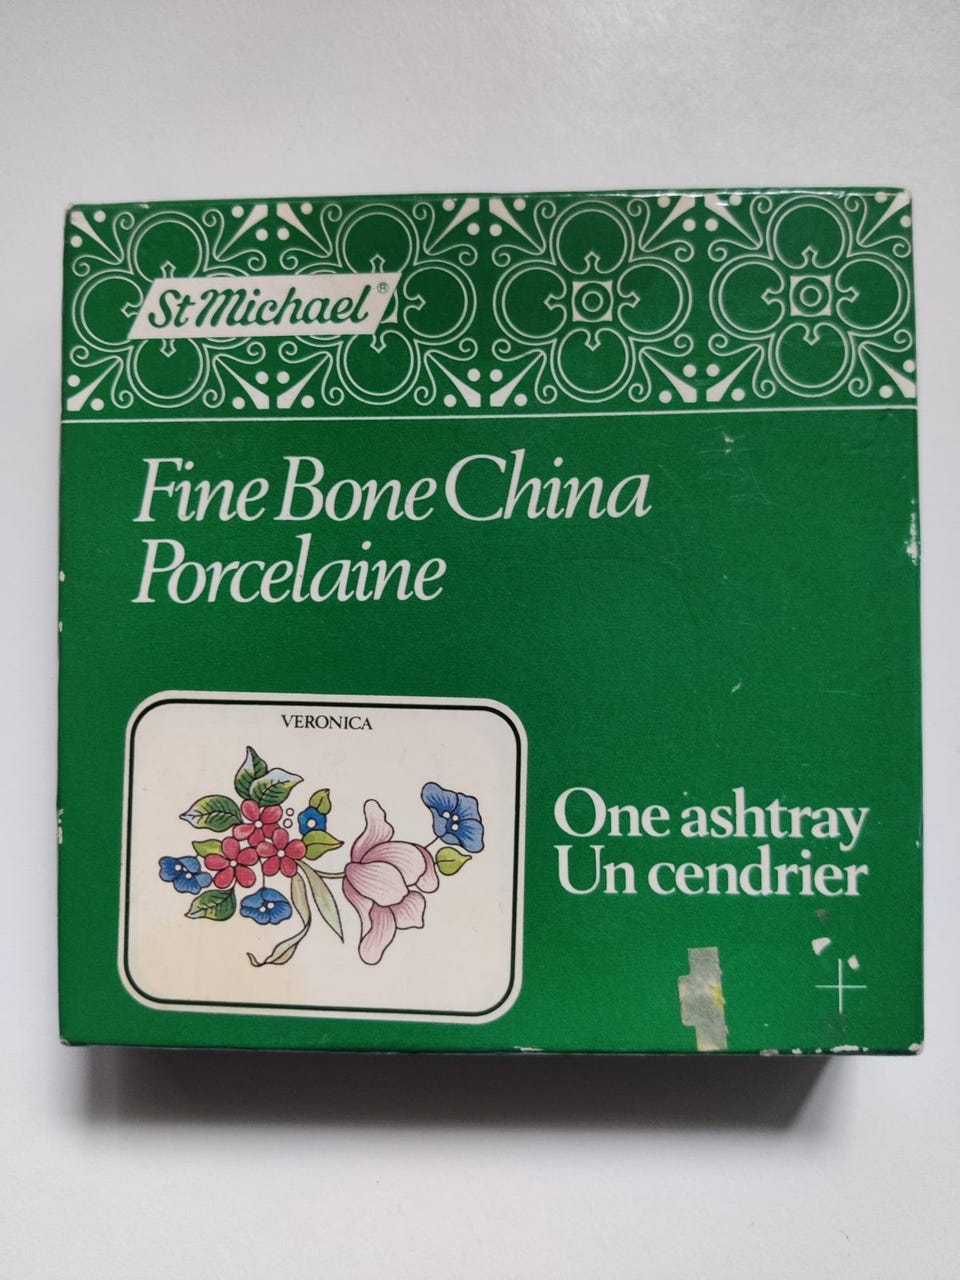 St Michael®
Fine Bone China
Porcelaine
VERONICA
One ashtray
Un cendrier